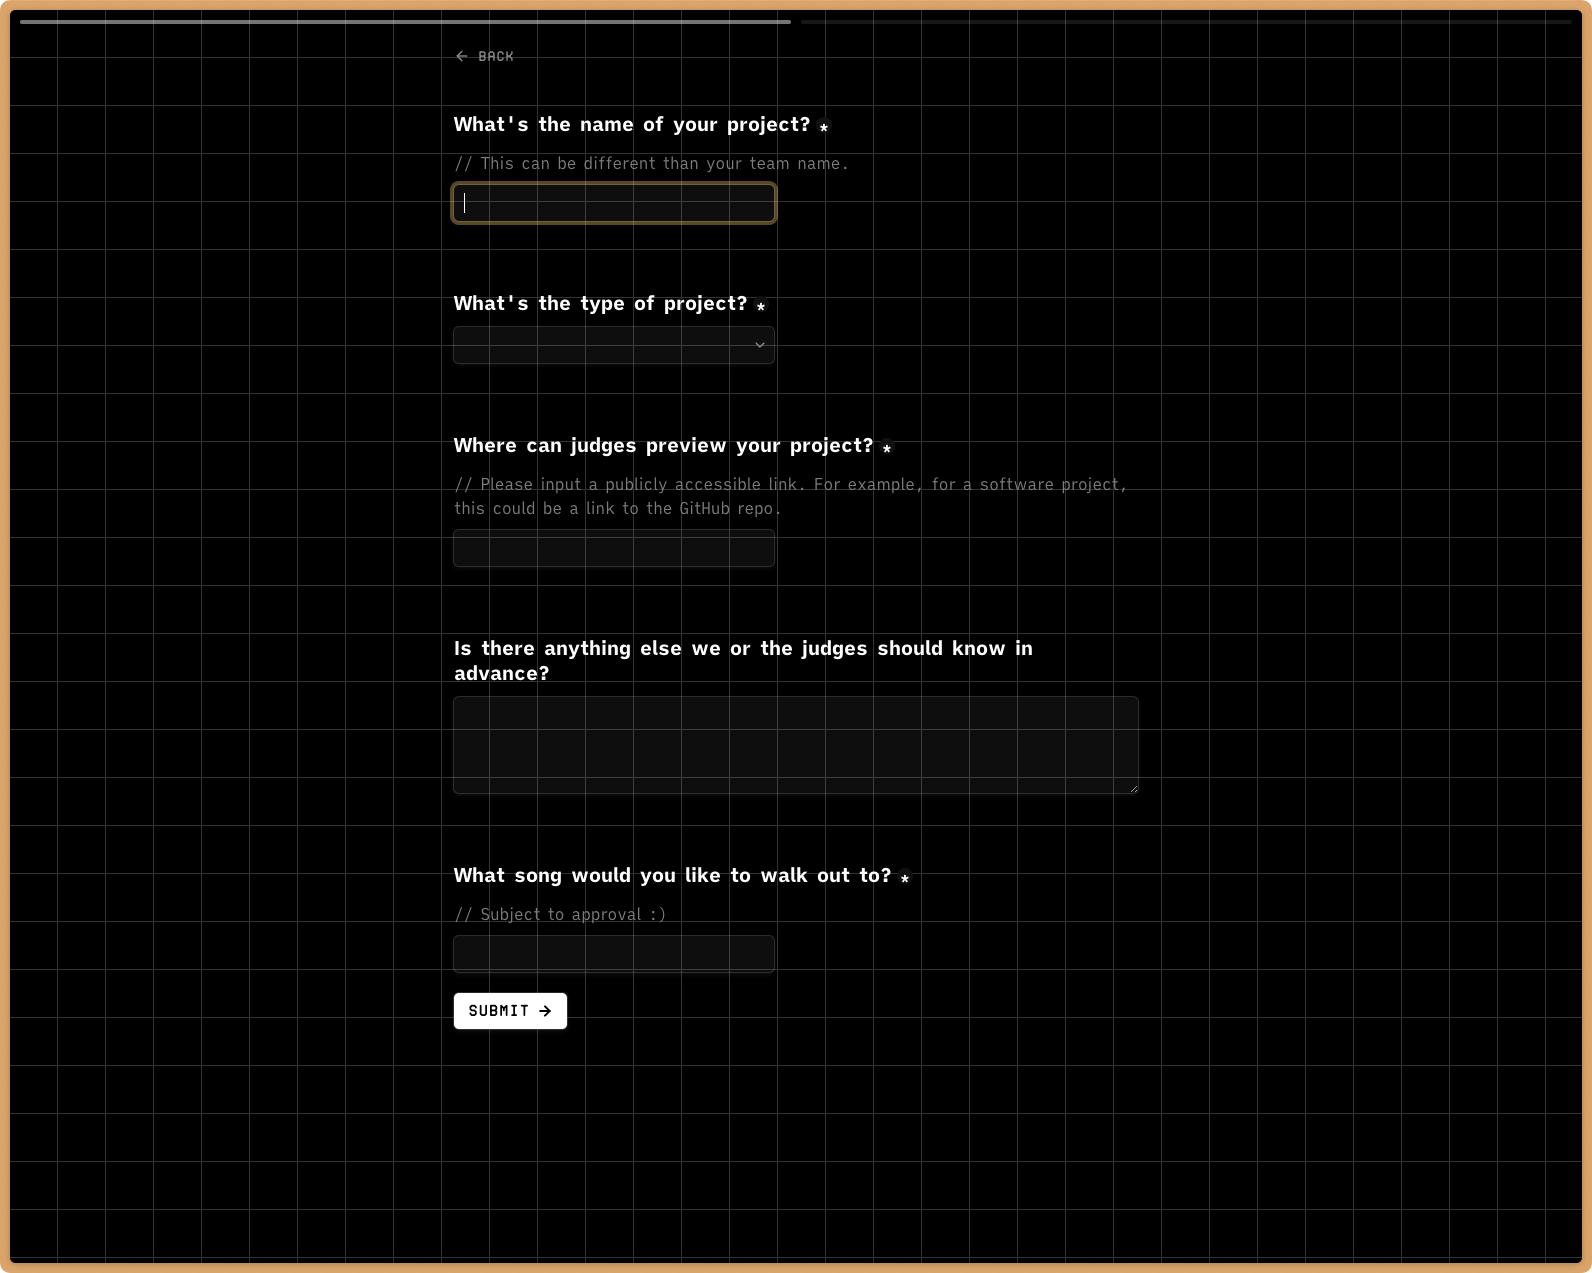 ← BACK
What's the name of your project? *
// This can be different than your team name.
What's the type of project? *
Where can judges preview your project? *
// Please input a publicly accessible link. For example, for a software project,
this could be a link to the GitHub repo.
Is there anything else we or the judges should know in
advance?
What song would you like to walk out to? *
// Subject to approval :)
SUBMIT →